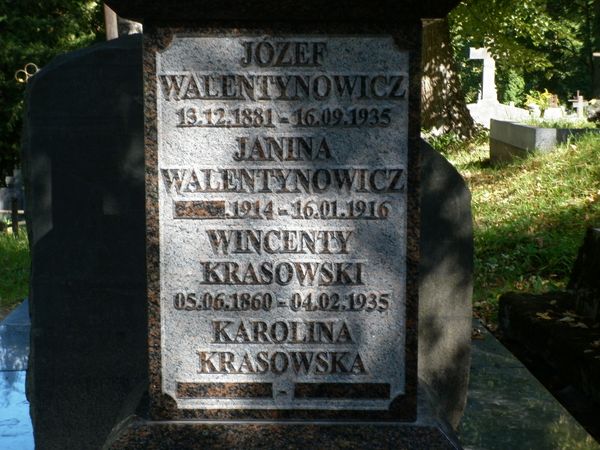 JÓZEF
WALENTYNOWICZ
13.12.1881 - 16.09.1935
JANINA
WALENTYNOWICZ
.1914 - 16.01.1916
WINCENTY
KRASOWSKI
05.06.1860 - 04.02.1935
KAROLINA
KRASOWSKA
-